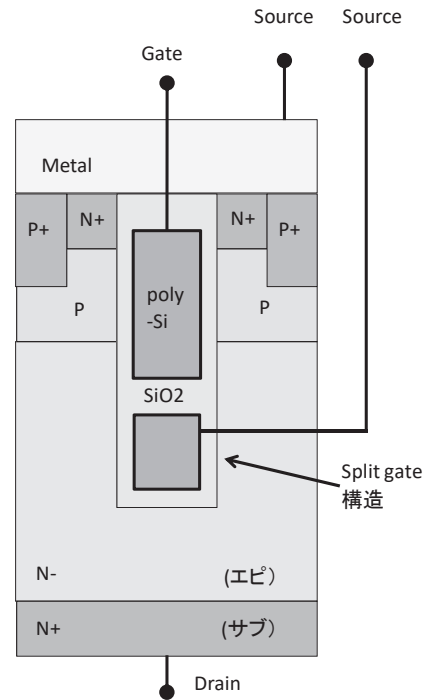 Source Source
Gate
Metal
P+ N+ N+ P+
poly
-Si
P P
SiO2
Split gate
構造
N- (エピ)
N+ (サブ)
Drain